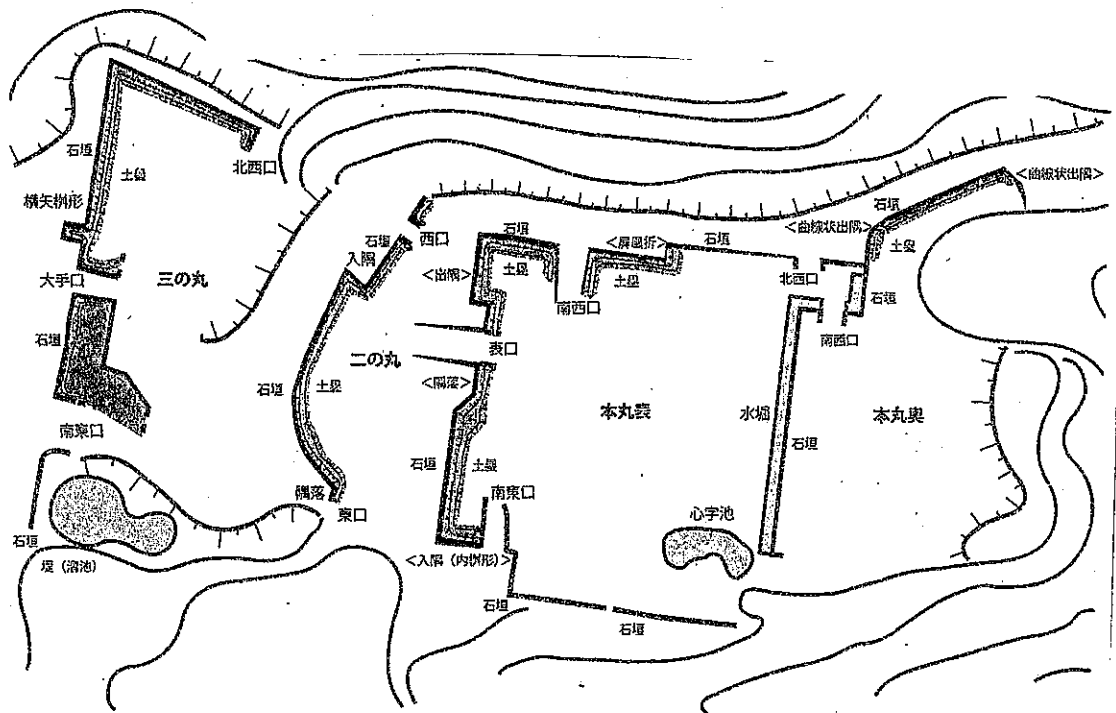 石垣
土塁
北西口
横矢桝形
大手口
三の丸
石垣
南東口
石垣
堤（溜池）
石垣
入隅
西口
石垣
土塁
二の丸
隅落
東口
<出隅>
石垣
土塁
南西口
<屏風折>
土塁
石垣
表口
<隅落>
石垣
土塁
南東口
<入隅（内桝形）>
石垣
石垣
本丸表
心字池
水堀
石垣
北西口
南西口
石垣
<曲線状出隅>
土塁
石垣
<曲線状出隅>
本丸奥